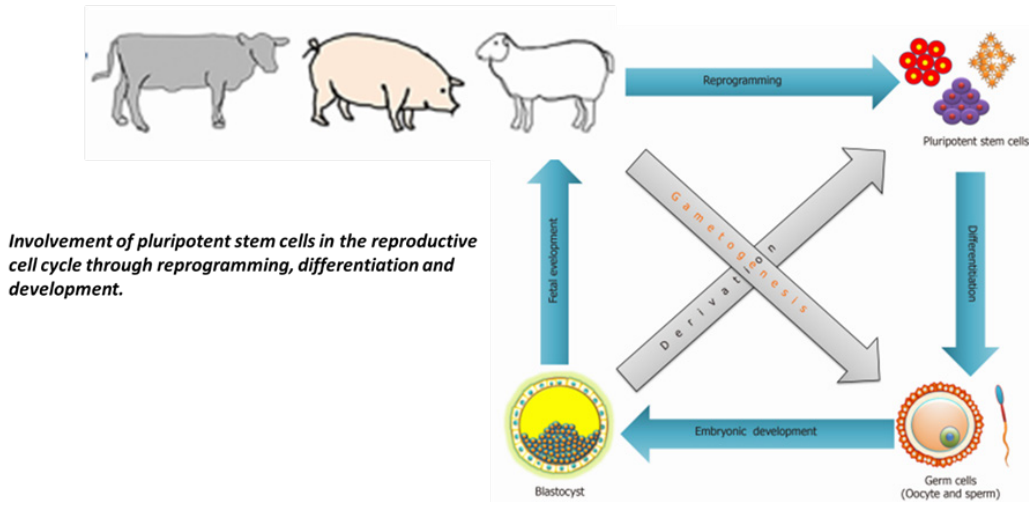 Reprogramming
Pluripotent stem cells
Gametogenesis
Derivation
Fetal evelopment
Differentitiation
Involvement of pluripotent stem cells in the reproductive
cell cycle through reprogramming, differentiation and
development.
Embryonic development
Blastocyst
Germ cells
(Oocyte and sperm)